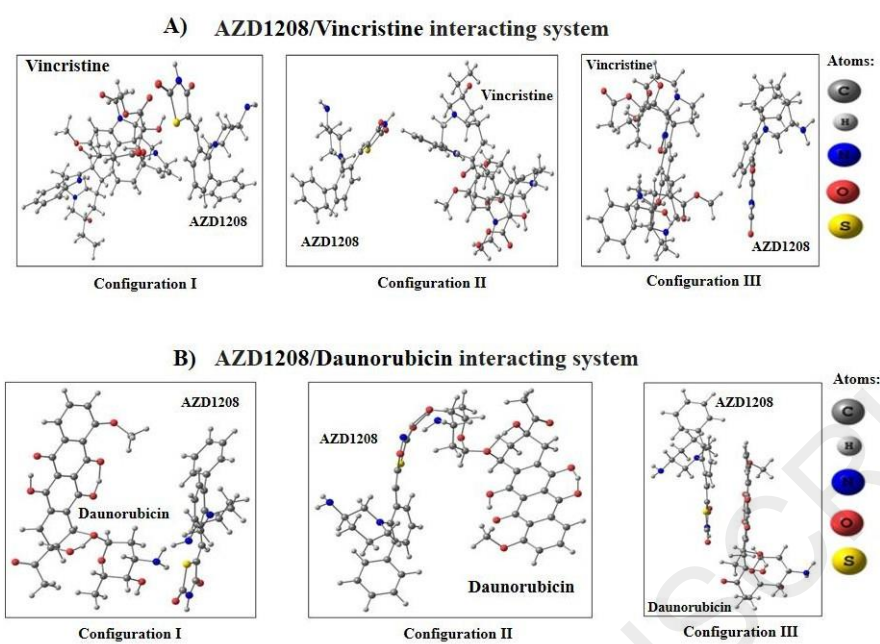 A) AZD1208/Vincristine interacting system
Vincristine
AZD1208
Configuration I
Vincristine
AZD1208
Configuration II
Vincristine
AZD1208
Configuration III
Atoms:
C
H
N
O
S
B) AZD1208/Daunorubicin interacting system
AZD1208
Daunorubicin
Configuration I
AZD1208
Daunorubicin
Configuration II
AZD1208
Daunorubicin
Configuration III
Atoms:
C
H
N
O
S
SCRI